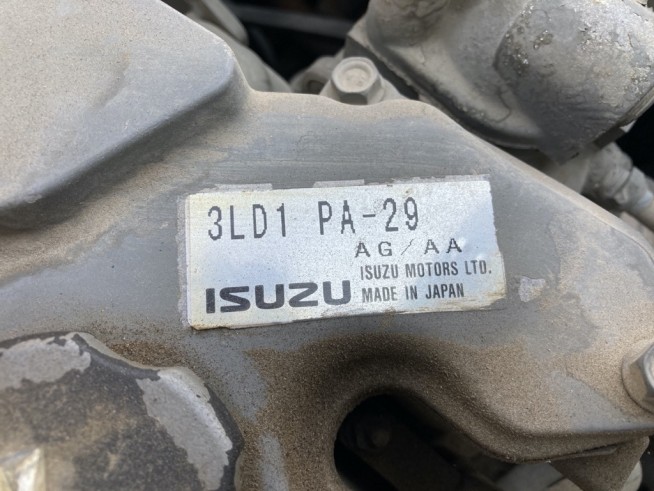 3LD1 PA-29
AG/AA
ISUZU MOTORS LTD.
ISUZU MADE IN JAPAN